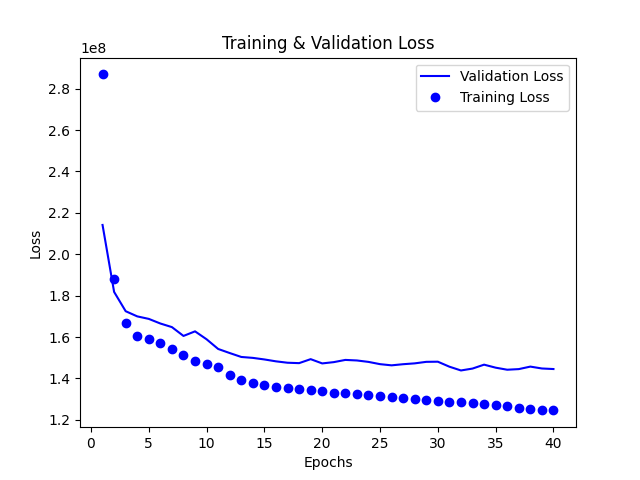 Training & Validation Loss
1e8
Validation Loss
Training Loss
2.8
2.6
2.4
2.2
2.0
1.8
1.6
1.4
1.2
Loss
0 5 10 15 20 25 30 35 40
Epochs